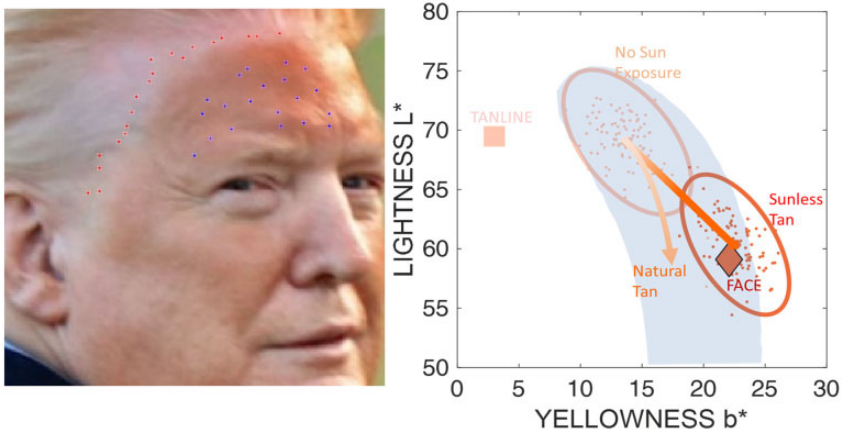 80
75
70
65
60
55
50
LIGHTNESS L*
No Sun
Exposure
TANLINE
Sunless
Tan
Natural
Tan
FACE
0
5
10
15
20
25
30
YELLOWNESS b*